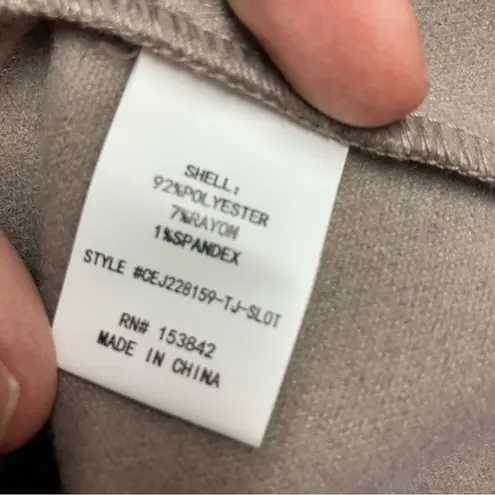 SHELL:
92%POLYESTER
7%RAYON
1%SPANDEX
STYLE #CEJ228159-TJ-SLOT
RN# 153842
MADE IN CHINA